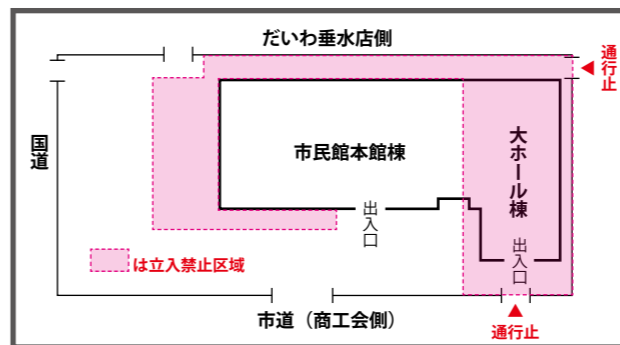 だいわ垂水店側
通行止
国道
市民館本館棟
大ホール棟
出入口
出入口
は立入禁止区域
市道（商工会側）
通行止